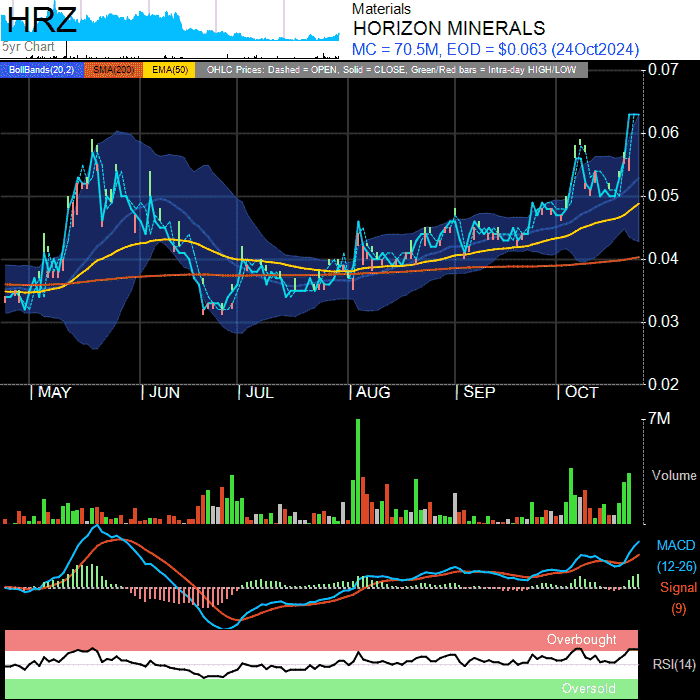 HRZ
5yr Chart
Materials
HORIZON MINERALS
MC = 70.5M, EOD = $0.063 (24Oct2024)
BollBands(20,2) SMA(200) EMA(50) OHLC Prices: Dashed = OPEN, Solid = CLOSE, Green/Red bars = Intra-day HIGH/LOW
0.07
0.06
0.05
0.04
0.03
0.02
MAY JUN JUL AUG SEP OCT
7M
Volume
MACD
(12-26)
Signal
(9)
Overbought
RSI(14)
Oversold